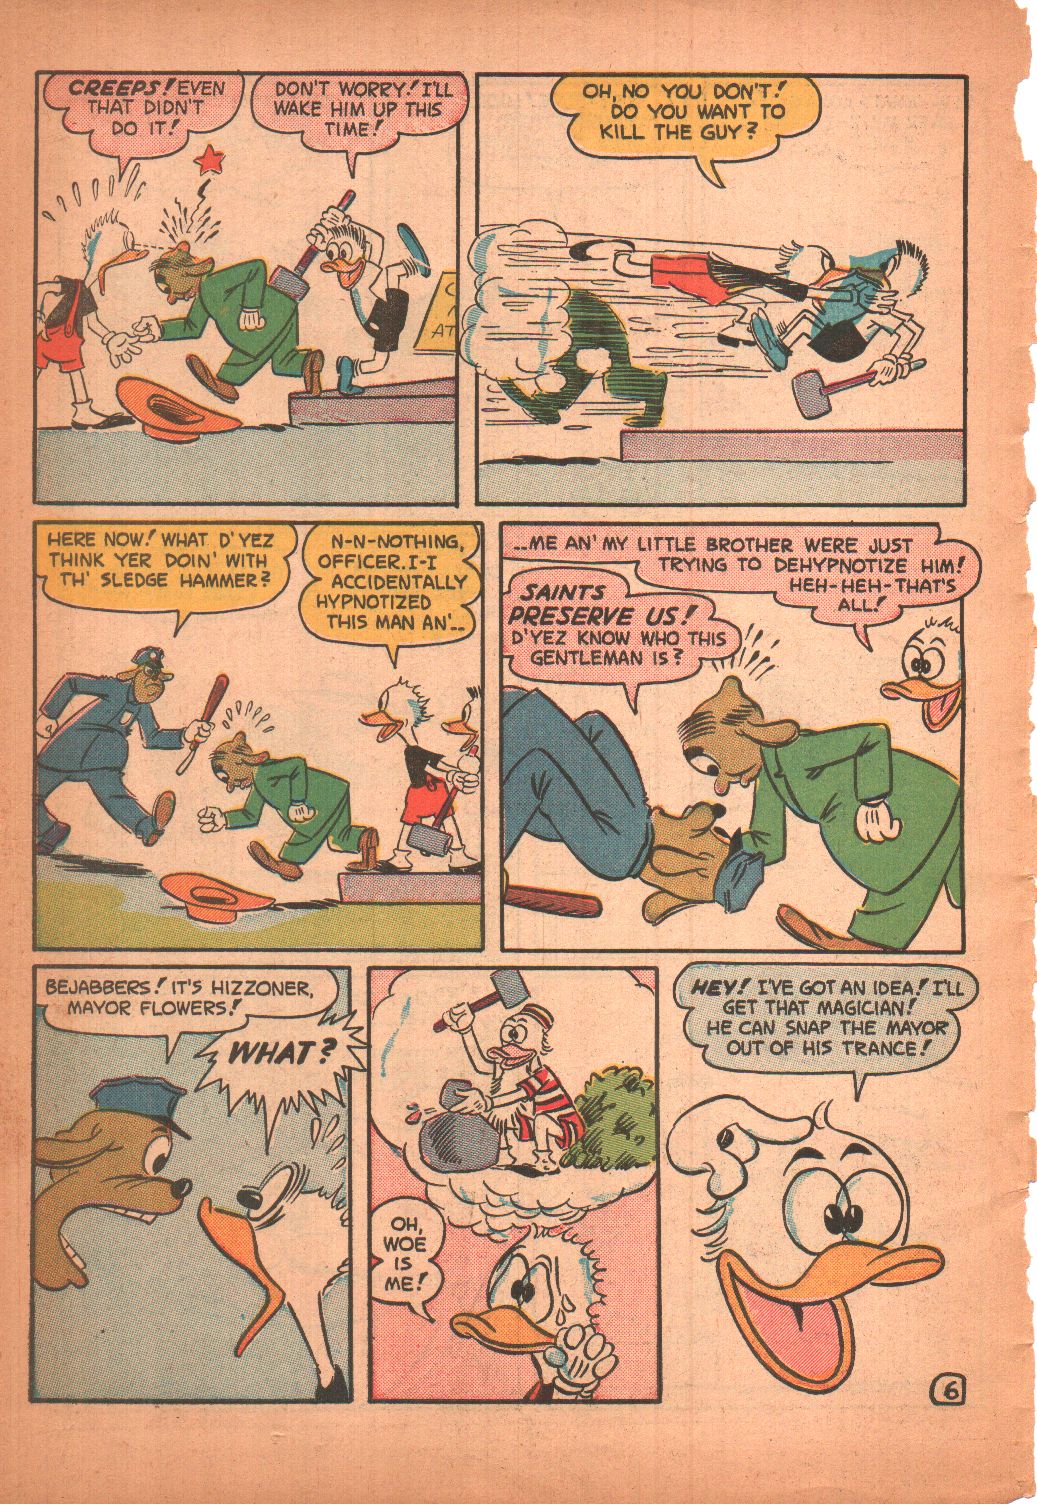 CREEPS! EVEN
THAT DIDN'T
DO IT!
DON'T WORRY! I'LL
WAKE HIM UP THIS
TIME!
OH, NO YOU DON'T!
DO YOU WANT TO
KILL THE GUY?
HERE NOW! WHAT D'YEZ
THINK YER DOIN' WITH
TH' SLEDGE HAMMER?
N-N-NOTHING,
OFFICER. I-I
ACCIDENTALLY
HYPNOTIZED
THIS MAN AN'--
--ME AN' MY LITTLE BROTHER WERE JUST
TRYING TO DEHYPNOTIZE HIM!
HEH-HEH-THAT'S
ALL!
SAINTS
PRESERVE US!
D'YEZ KNOW WHO THIS
GENTLEMAN IS?
BEJABBERS! IT'S HIZZONER,
MAYOR FLOWERS!
WHAT?
OH,
WOE
IS
ME!
HEY! I'VE GOT AN IDEA! I'LL
GET THAT MAGICIAN!
HE CAN SNAP THE MAYOR
OUT OF HIS TRANCE!
6